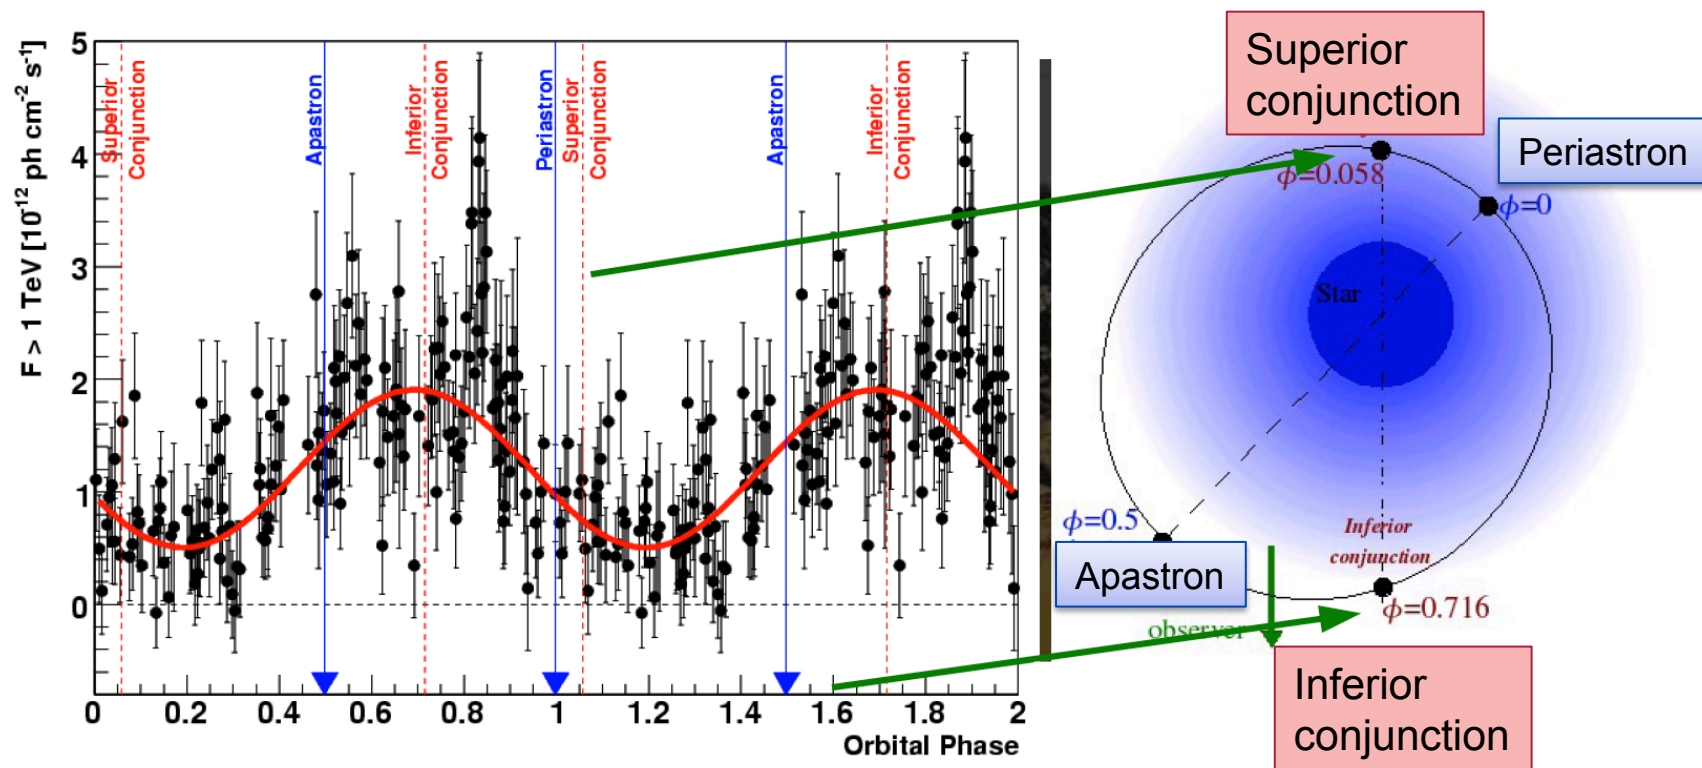 F > 1 TeV [10⁻¹² ph cm⁻² s⁻¹]
5
4
3
2
1
0
Superior
Conjunction
Apastron
Inferior
Conjunction
Periastron
Superior
Conjunction
Apastron
Inferior
Conjunction
0 0.2 0.4 0.6 0.8 1 1.2 1.4 1.6 1.8 2
Orbital Phase
Superior
conjunction
Periastron
ϕ=0.058
ϕ=0
Star
ϕ=0.5
Apastron
Inferior
conjunction
ϕ=0.716
observer
Inferior
conjunction